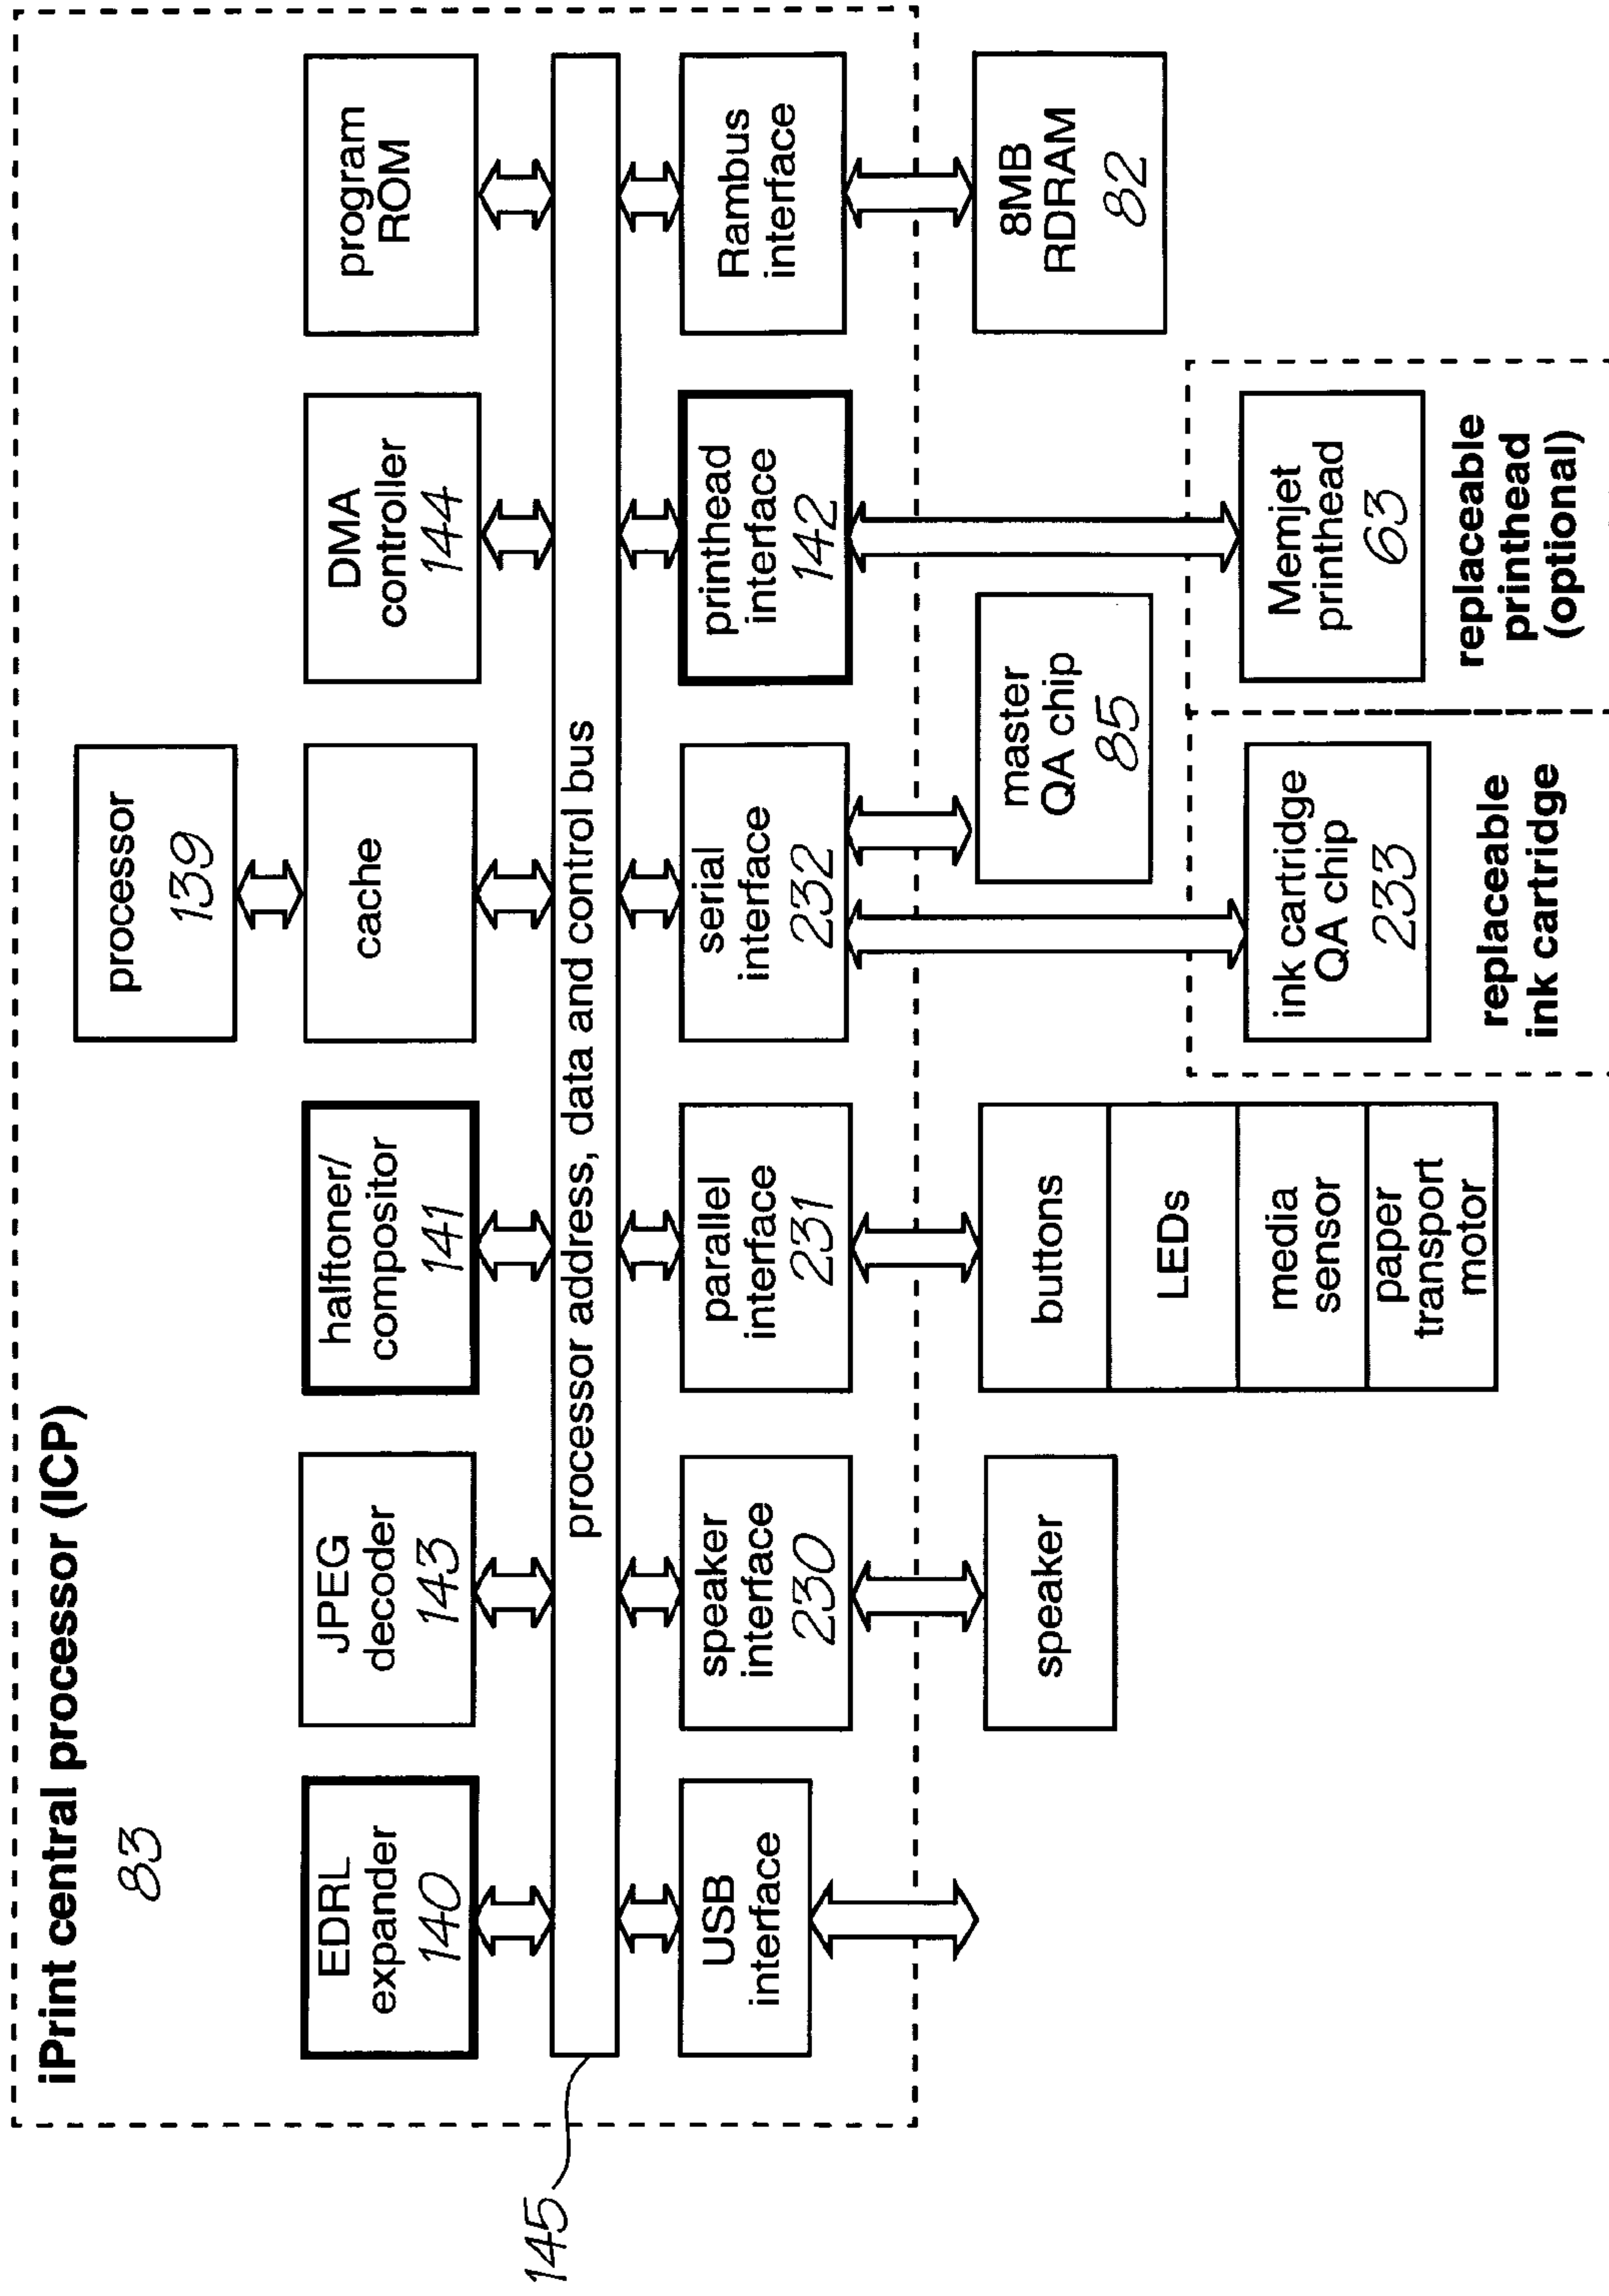 iPrint central processor (ICP)
83
processor
139
EDRL
expander
140
JPEG
decoder
143
halftoner/
compositor
141
cache
DMA
controller
144
program
ROM
145
processor address, data and control bus
USB
interface
speaker
interface
230
parallel
interface
231
serial
interface
232
printhead
interface
142
Rambus
interface
speaker
buttons
LEDs
media
sensor
paper
transport
motor
master
QA chip
85
8MB
RDRAM
82
ink cartridge
QA chip
233
Memjet
printhead
63
replaceable
ink cartridge
replaceable
printhead
(optional)